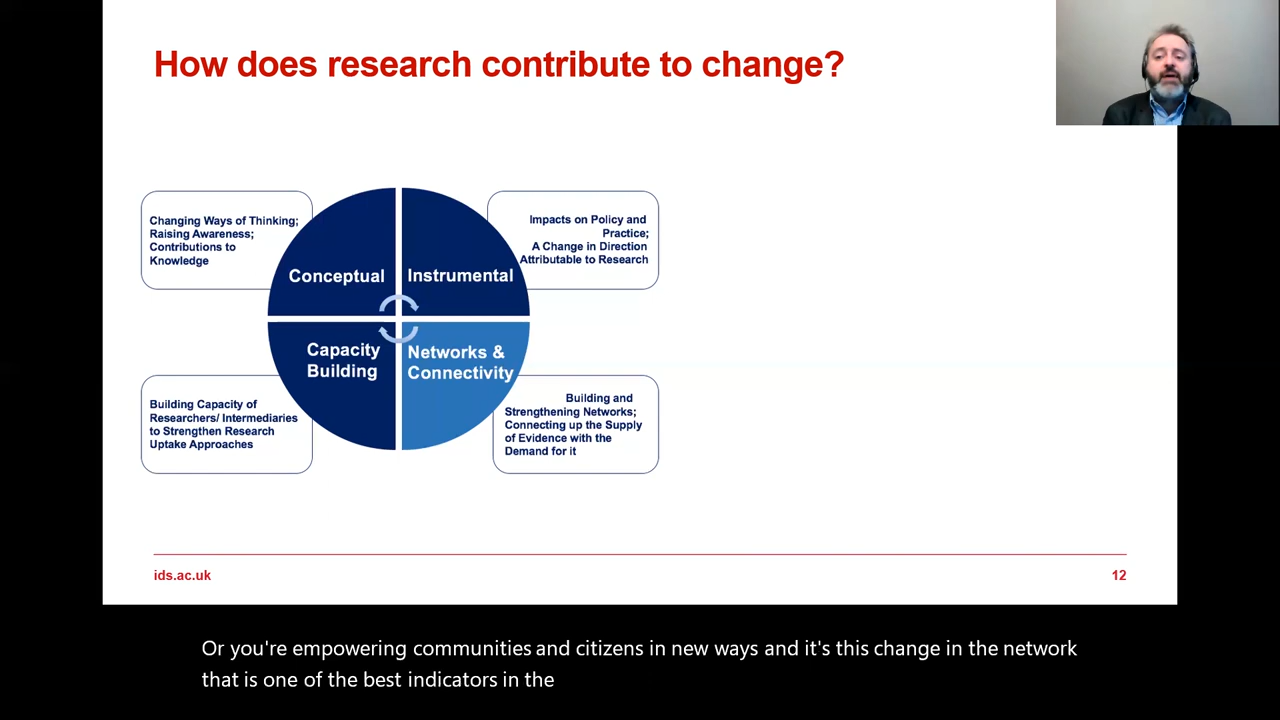 How does research contribute to change?
Changing Ways of Thinking;
Raising Awareness;
Contributions to
Knowledge
Conceptual
Instrumental
Impacts on Policy and
Practice;
A Change in Direction
Attributable to Research
Capacity
Building
Networks &
Connectivity
Building Capacity of
Researchers/ Intermediaries
to Strengthen Research
Uptake Approaches
Building and
Strengthening Networks;
Connecting up the Supply
of Evidence with the
Demand for it
ids.ac.uk
12
Or you're empowering communities and citizens in new ways and it's this change in the network
that is one of the best indicators in the